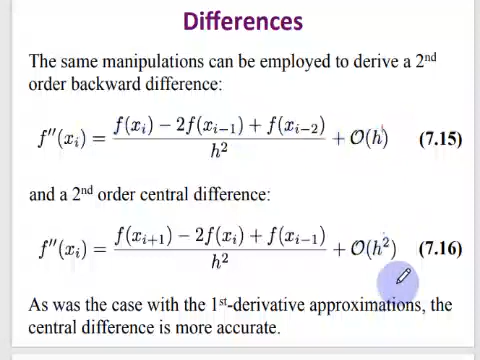 Differences
The same manipulations can be employed to derive a 2nd
order backward difference:
f″(xᵢ) = (f(xᵢ) − 2f(xᵢ₋₁) + f(xᵢ₋₂)) / h² + O(h) (7.15)
and a 2nd order central difference:
f″(xᵢ) = (f(xᵢ₊₁) − 2f(xᵢ) + f(xᵢ₋₁)) / h² + O(h²) (7.16)
As was the case with the 1st-derivative approximations, the
central difference is more accurate.